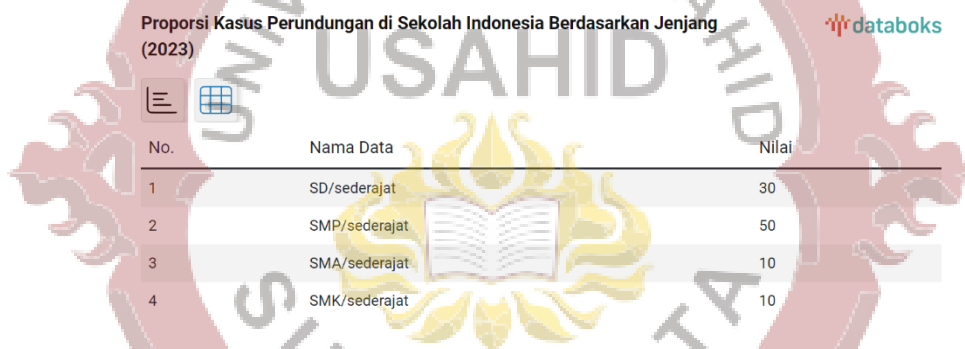 Proporsi Kasus Perundungan di Sekolah Indonesia Berdasarkan Jenjang
(2023)
databoks
USAHID
No. Nama Data Nilai
1 SD/sederajat 30
2 SMP/sederajat 50
3 SMA/sederajat 10
4 SMK/sederajat 10